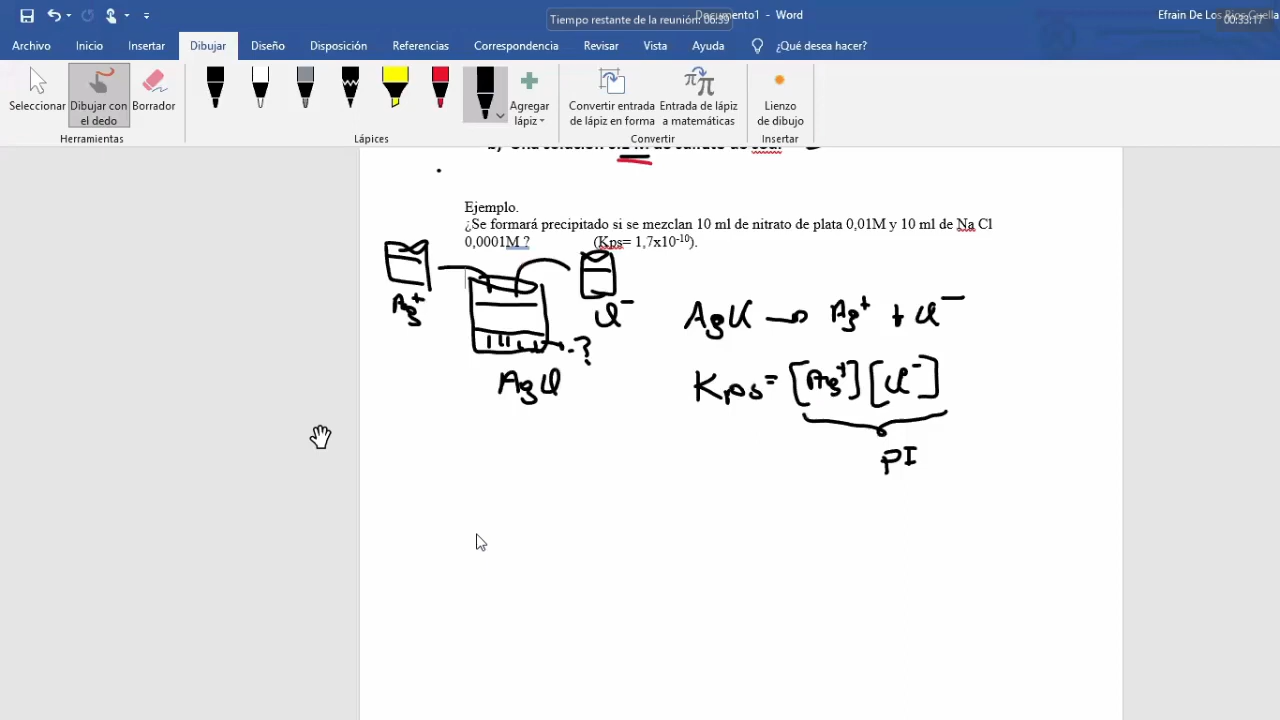 Tiempo restante de la reunión: 00:39
Documento1 - Word
Efrain De Los Rios Cuella
00:33:17
Archivo Inicio Insertar Dibujar Diseño Disposición Referencias Correspondencia Revisar Vista Ayuda ¿Qué desea hacer?
Seleccionar Dibujar con el dedo Borrador Agregar lápiz Convertir entrada de lápiz en forma Entrada de lápiz a matemáticas Lienzo de dibujo
Herramientas Lápices Convertir Insertar
Ejemplo.
¿Se formará precipitado si se mezclan 10 ml de nitrato de plata 0,01M y 10 ml de Na Cl
0,0001M ? (Kps= 1,7x10-10).
Ag+
Cl−
?
AgCl
AgCl → Ag+ + Cl−
Kps= [Ag+][Cl−]
PI